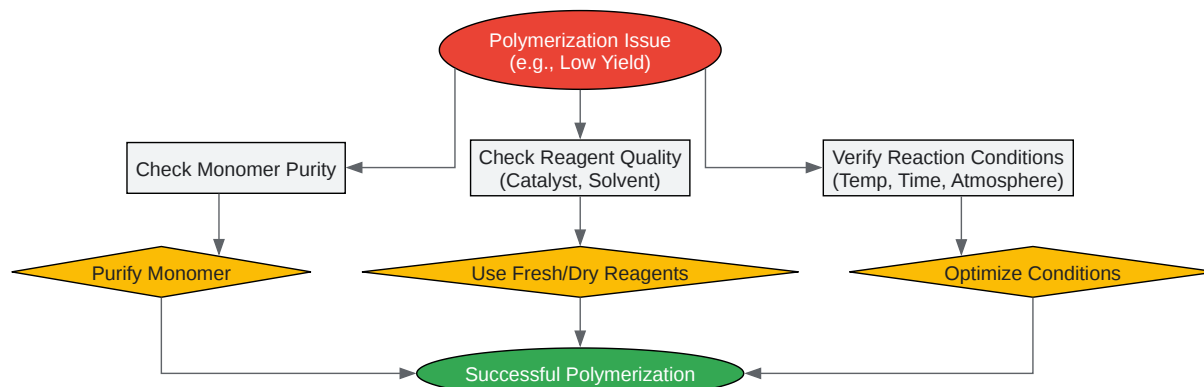 Polymerization Issue
(e.g., Low Yield)
Check Monomer Purity
Check Reagent Quality
(Catalyst, Solvent)
Verify Reaction Conditions
(Temp, Time, Atmosphere)
Purify Monomer
Use Fresh/Dry Reagents
Optimize Conditions
Successful Polymerization